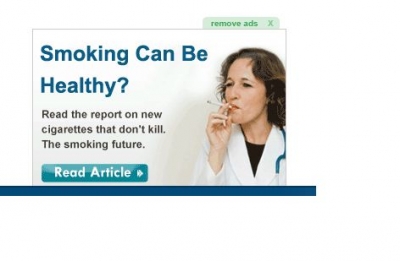 remove ads X
Smoking Can Be
Healthy?
Read the report on new
cigarettes that don't kill.
The smoking future.
Read Article